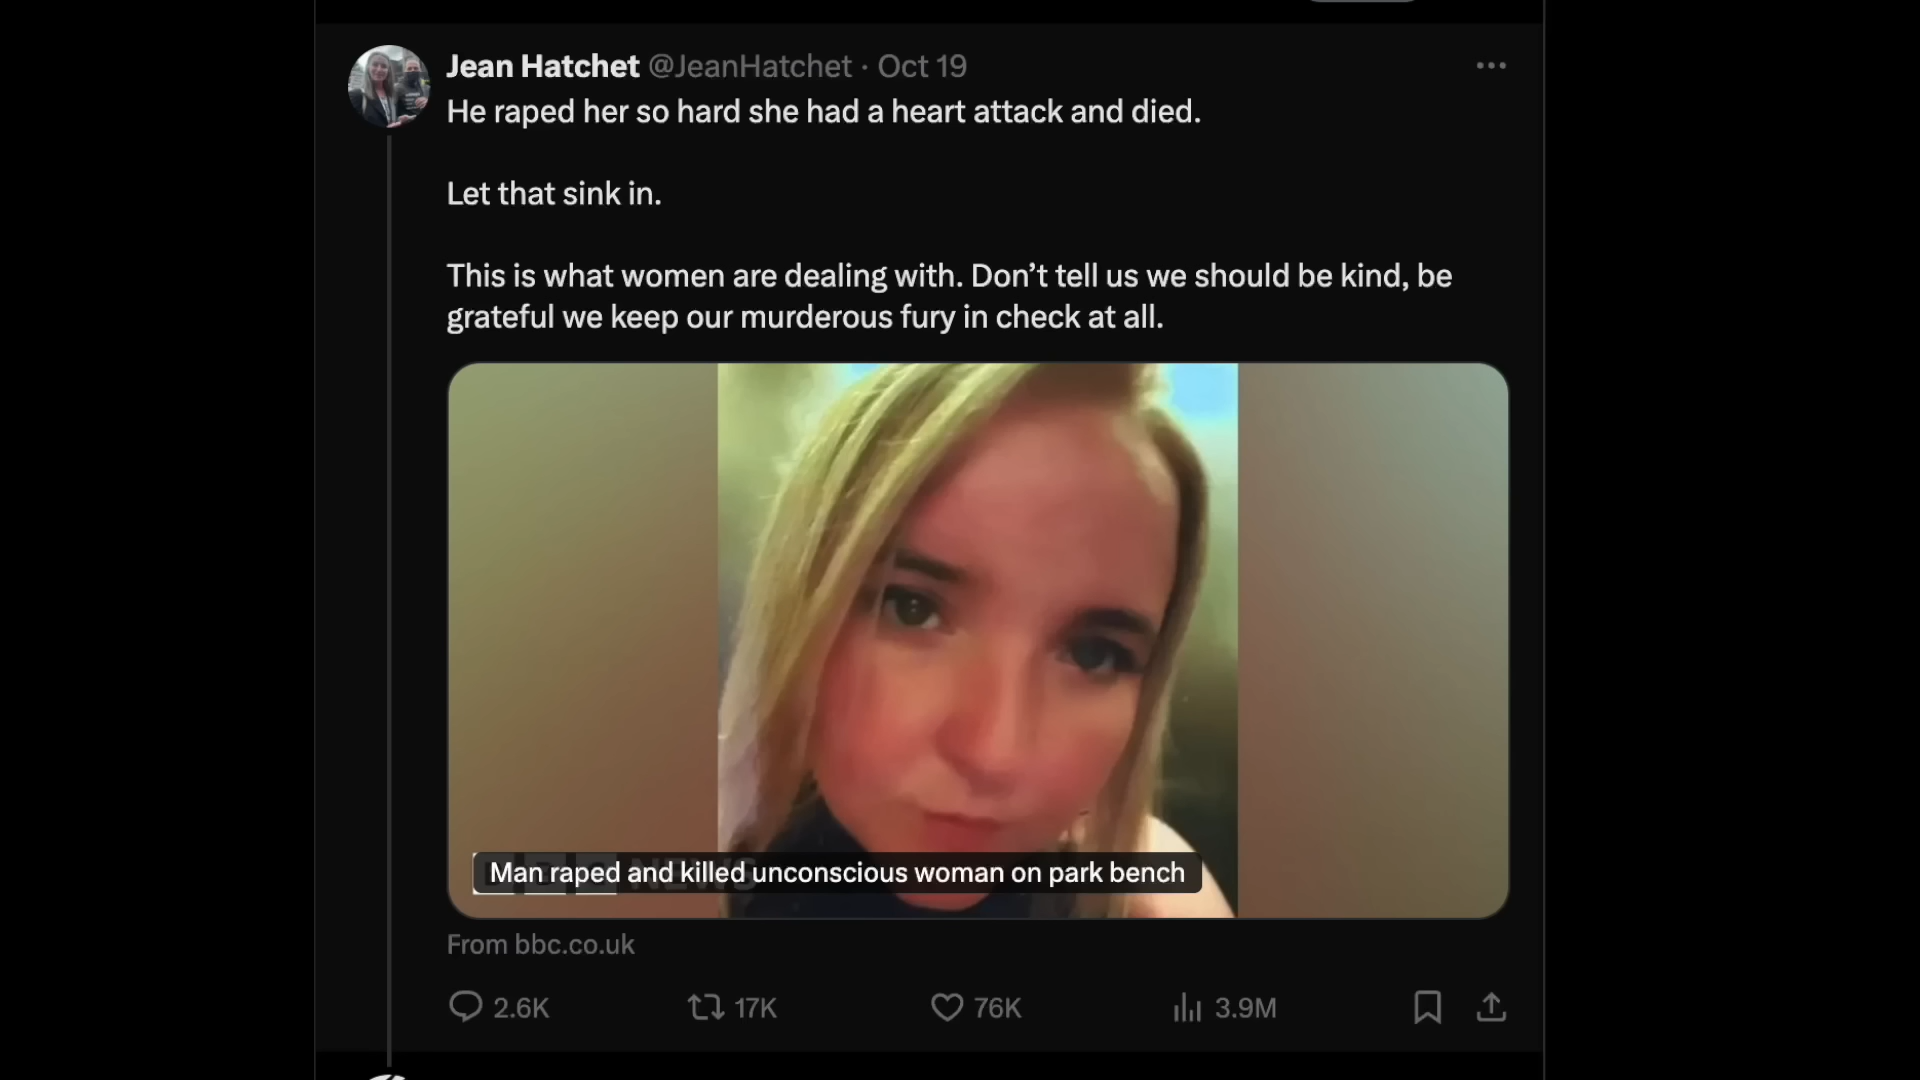 Jean Hatchet @JeanHatchet · Oct 19
He raped her so hard she had a heart attack and died.
Let that sink in.
This is what women are dealing with. Don’t tell us we should be kind, be
grateful we keep our murderous fury in check at all.
NEWS
Man raped and killed unconscious woman on park bench
From bbc.co.uk
2.6K 17K 76K 3.9M